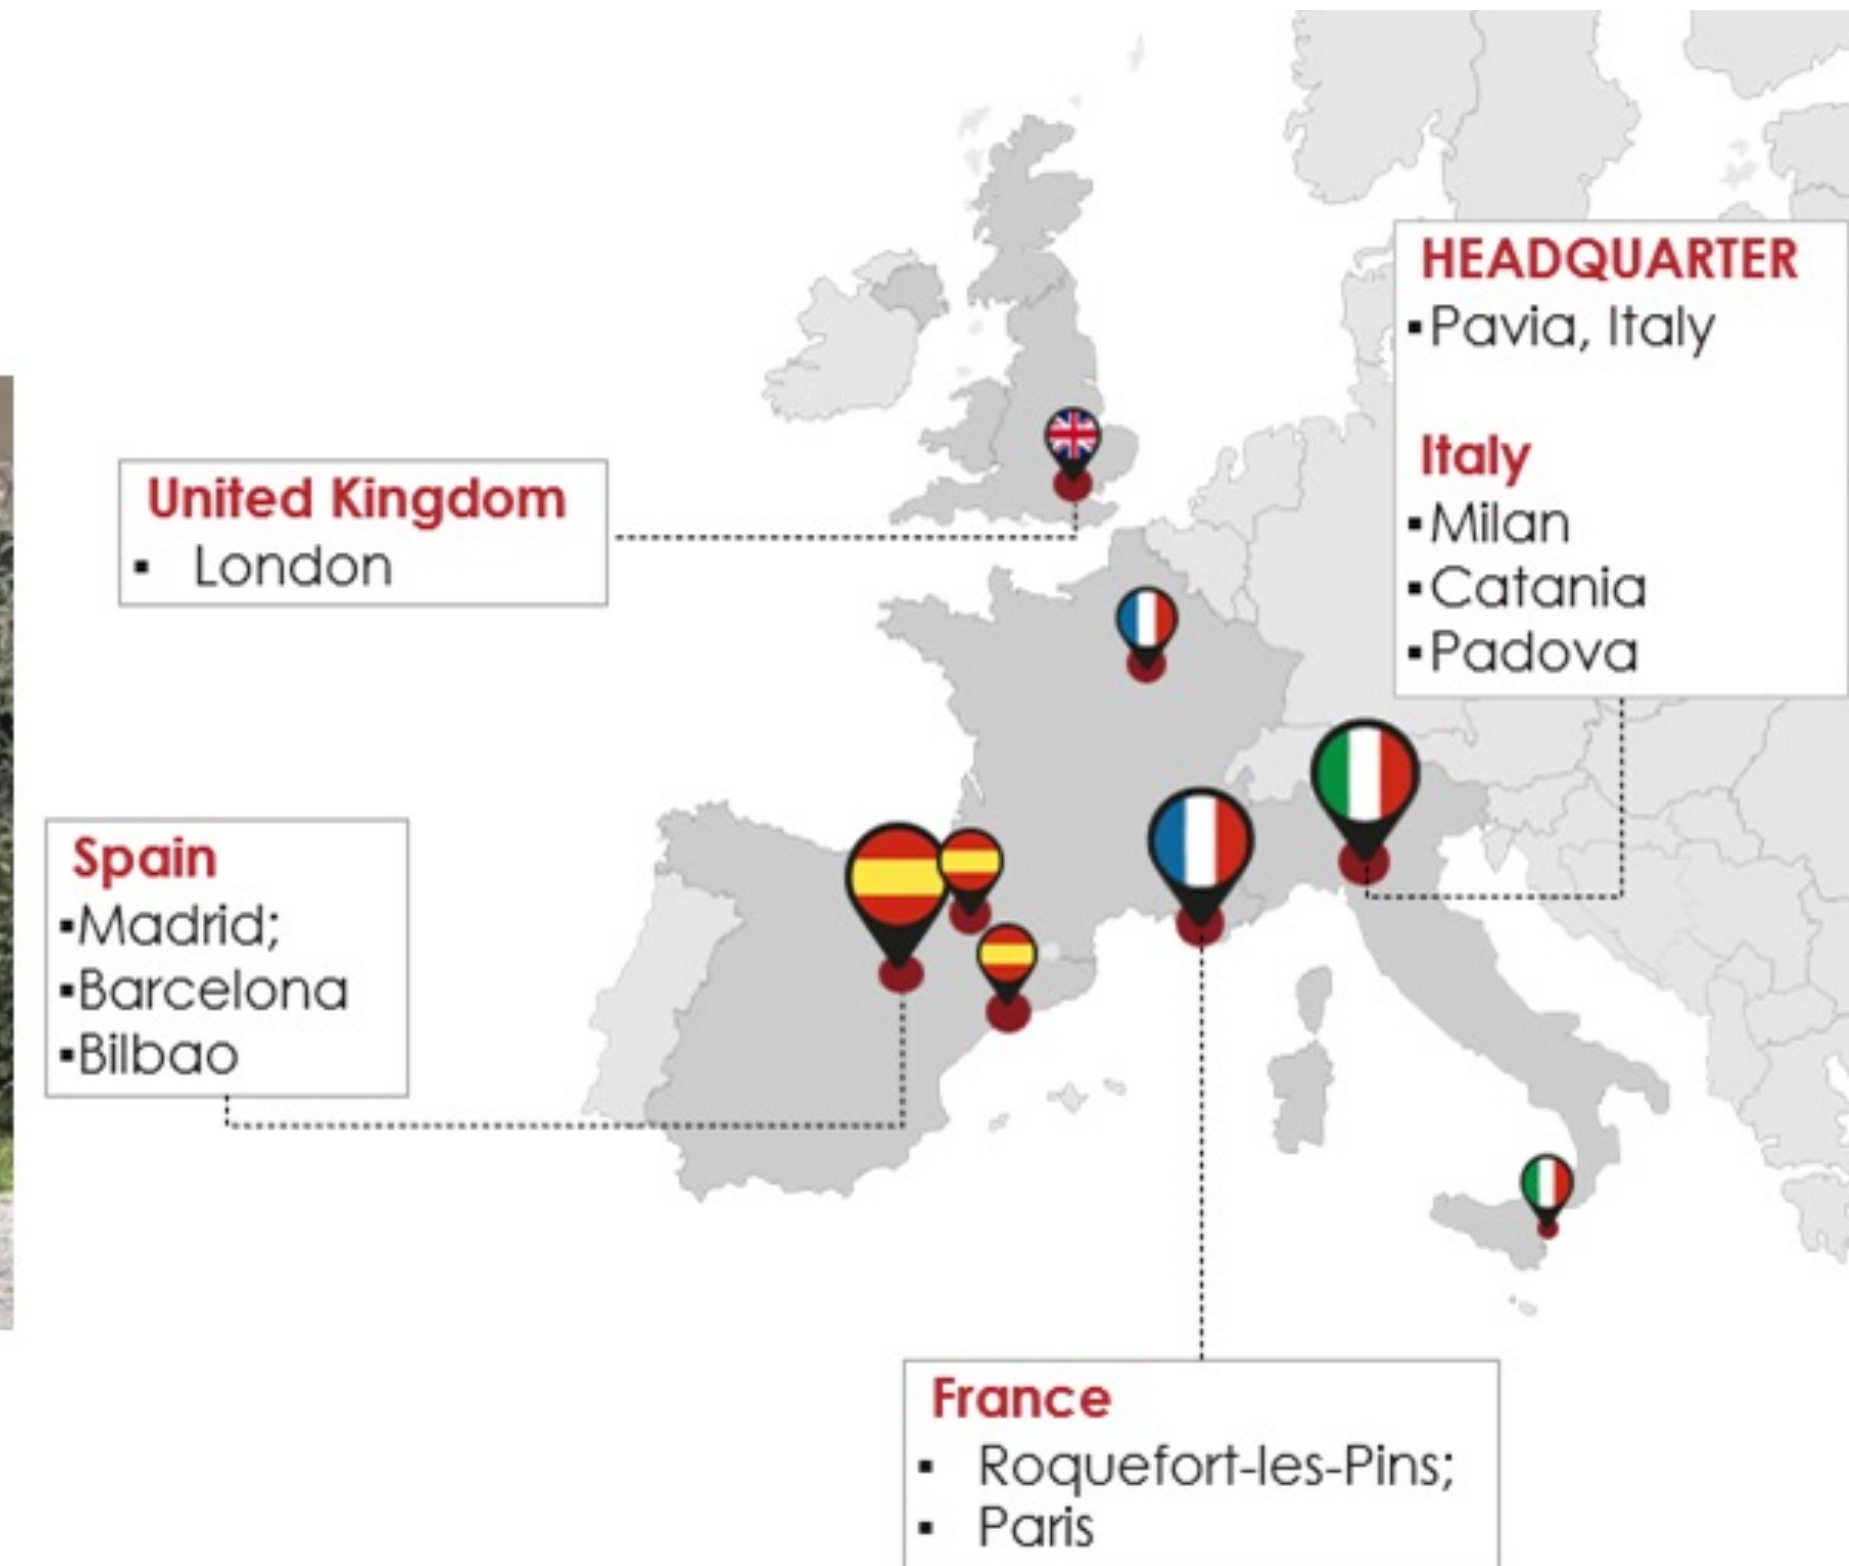 HEADQUARTER
▪Pavia, Italy
Italy
▪Milan
▪Catania
▪Padova
United Kingdom
▪ London
Spain
▪Madrid;
▪Barcelona
▪Bilbao
France
▪ Roquefort-les-Pins;
▪ Paris